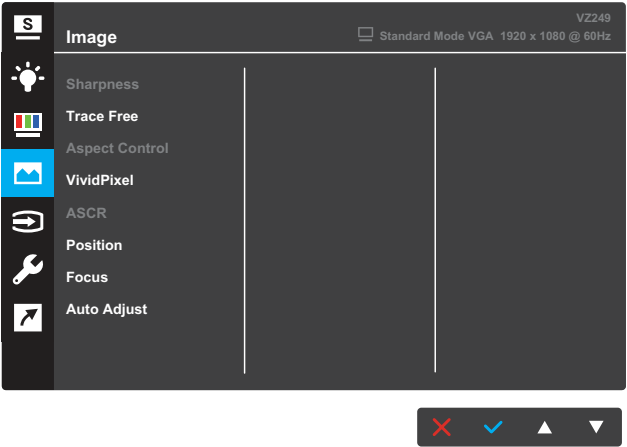 S
VZ249
Image
Standard Mode VGA 1920 x 1080 @ 60Hz
Sharpness
Trace Free
Aspect Control
VividPixel
ASCR
Position
Focus
Auto Adjust